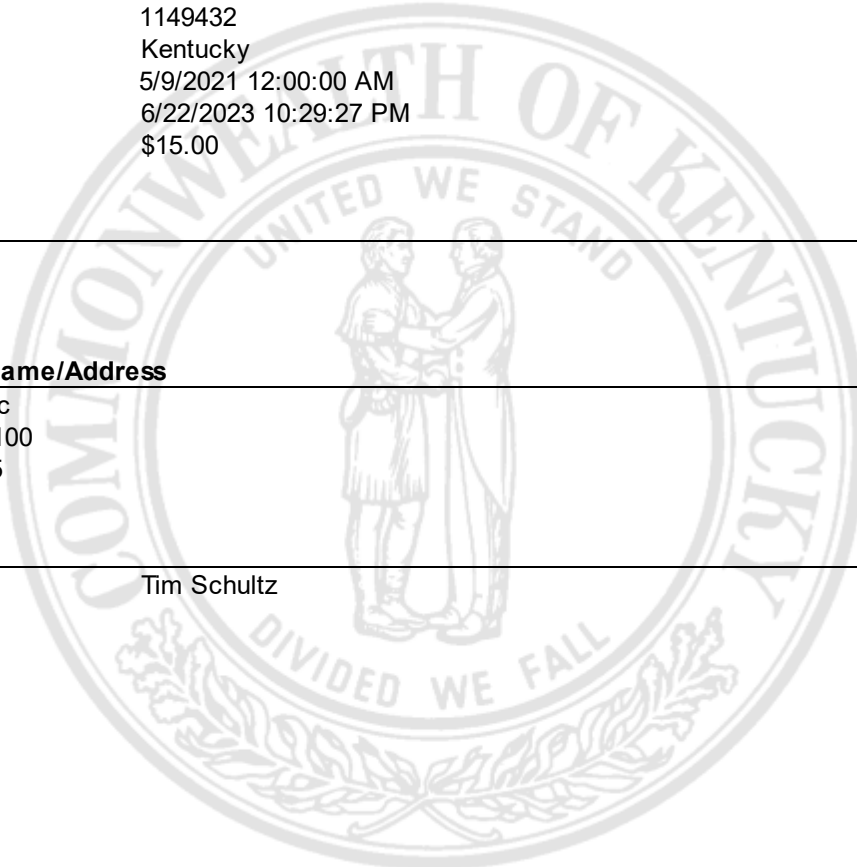 1149432
Kentucky
5/9/2021 12:00:00 AM
6/22/2023 10:29:27 PM
$15.00
COMMONWEALTH OF KENTUCKY
UNITED WE STAND
ame/Address
c
100
Tim Schultz
DIVIDED WE FALL